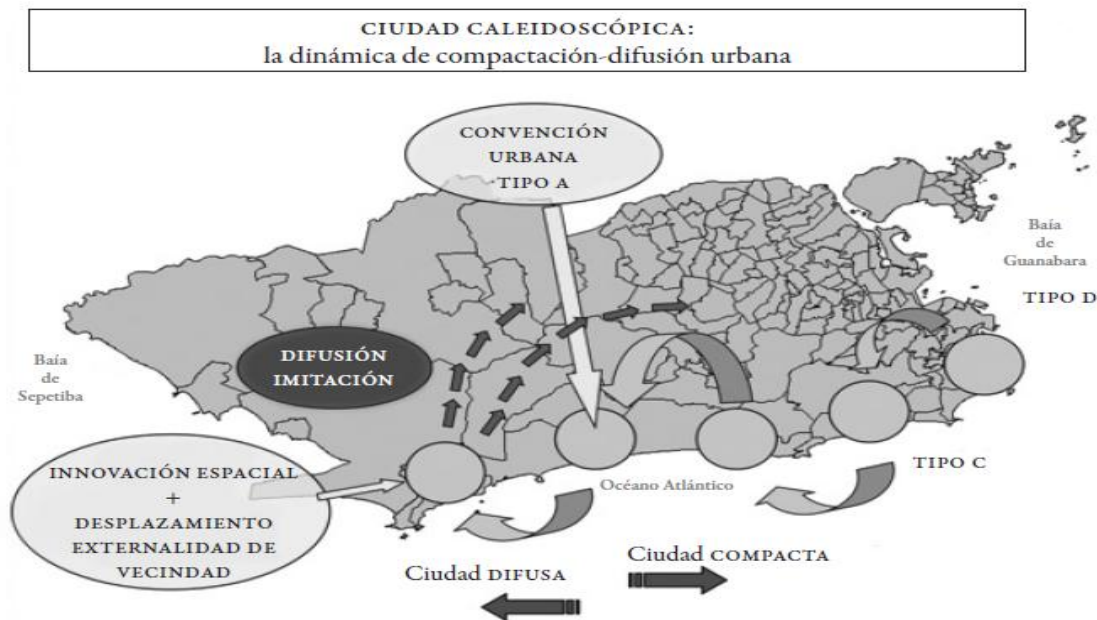 CIUDAD CALEIDOSCÓPICA:
la dinámica de compactación-difusión urbana
CONVENCIÓN
URBANA
TIPO A
Baía
de
Guanabara
TIPO D
DIFUSIÓN
IMITACIÓN
Baía
de
Sepetiba
INNOVACIÓN ESPACIAL
+
DESPLAZAMIENTO
EXTERNALIDAD DE
VECINDAD
TIPO C
Océano Atlántico
Ciudad COMPACTA
Ciudad DIFUSA